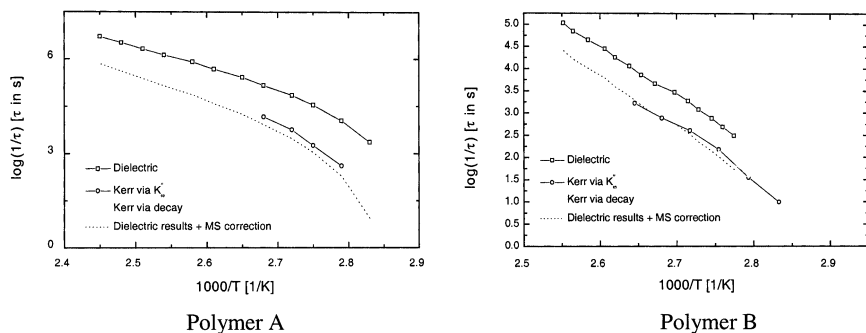 log(1/τ) [τ in s]
6
3
0
Dielectric
Kerr via K″ω
Kerr via decay
Dielectric results + MS correction
2.4 2.5 2.6 2.7 2.8 2.9
1000/T [1/K]
Polymer A
log(1/τ) [τ in s]
5.0
4.5
4.0
3.5
3.0
2.5
2.0
1.5
1.0
0.5
0.0
Dielectric
Kerr via K″ω
Kerr via decay
Dielectric results + MS correction
2.5 2.6 2.7 2.8 2.9
1000/T [1/K]
Polymer B